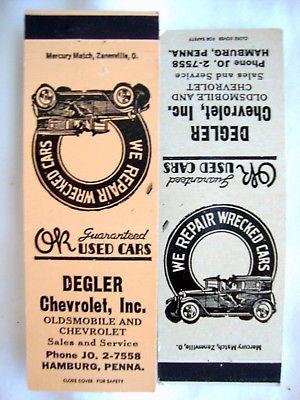 Mercury Match, Zanesville, O.
WE REPAIR WRECKED CARS
OK Guaranteed
USED CARS
DEGLER
Chevrolet, Inc.
OLDSMOBILE AND
CHEVROLET
Sales and Service
Phone JO. 2-7558
HAMBURG, PENNA.
CLOSE COVER FOR SAFETY
CLOSE COVER FOR SAFETY
HAMBURG, PENNA.
Phone JO. 2-7558
Sales and Service
CHEVROLET
OLDSMOBILE AND
Chevrolet, Inc.
DEGLER
USED CARS
OK Guaranteed
WE REPAIR WRECKED CARS
Mercury Match, Zanesville, O.